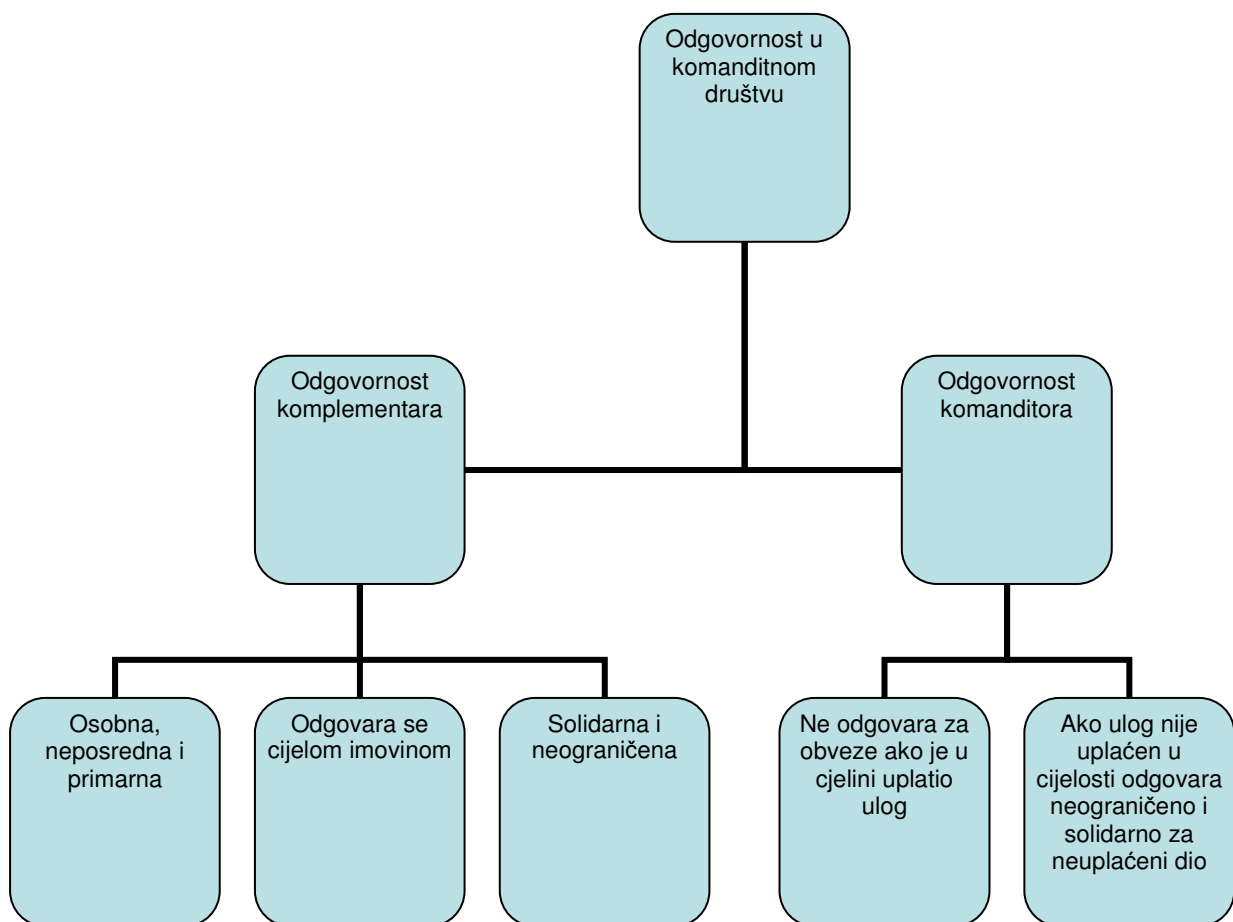 Odgovornost u
komanditnom
društvu
Odgovornost
komplementara
Odgovornost
komanditora
Osobna,
neposredna i
primarna
Odgovara se
cijelom imovinom
Solidarna i
neograničena
Ne odgovara za
obveze ako je u
cjelini uplatio
ulog
Ako ulog nije
uplaćen u
cijelosti odgovara
neograničeno i
solidarno za
neuplaćeni dio